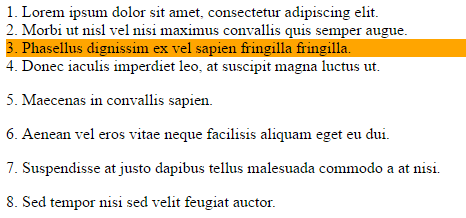 1. Lorem ipsum dolor sit amet, consectetur adipiscing elit.
2. Morbi ut nisl vel nisi maximus convallis quis semper augue.
3. Phasellus dignissim ex vel sapien fringilla fringilla.
4. Donec iaculis imperdiet leo, at suscipit magna luctus ut.
5. Maecenas in convallis sapien.
6. Aenean vel eros vitae neque facilisis aliquam eget eu dui.
7. Suspendisse at justo dapibus tellus malesuada commodo a at nisi.
8. Sed tempor nisi sed velit feugiat auctor.